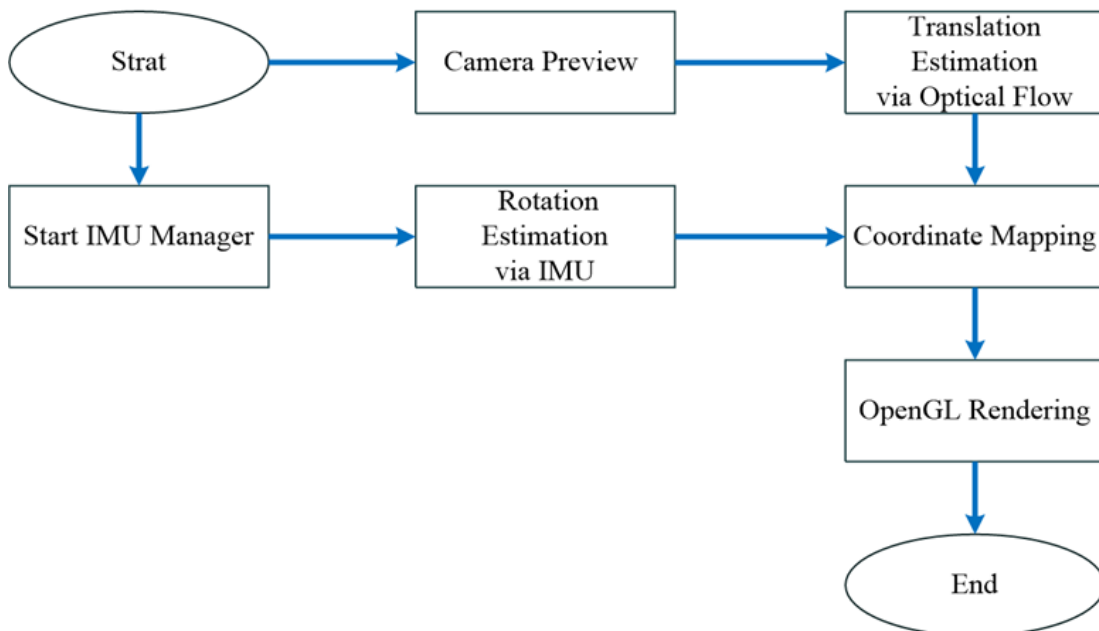 Strat
Camera Preview
Translation
Estimation
via Optical Flow
Start IMU Manager
Rotation
Estimation
via IMU
Coordinate Mapping
OpenGL Rendering
End